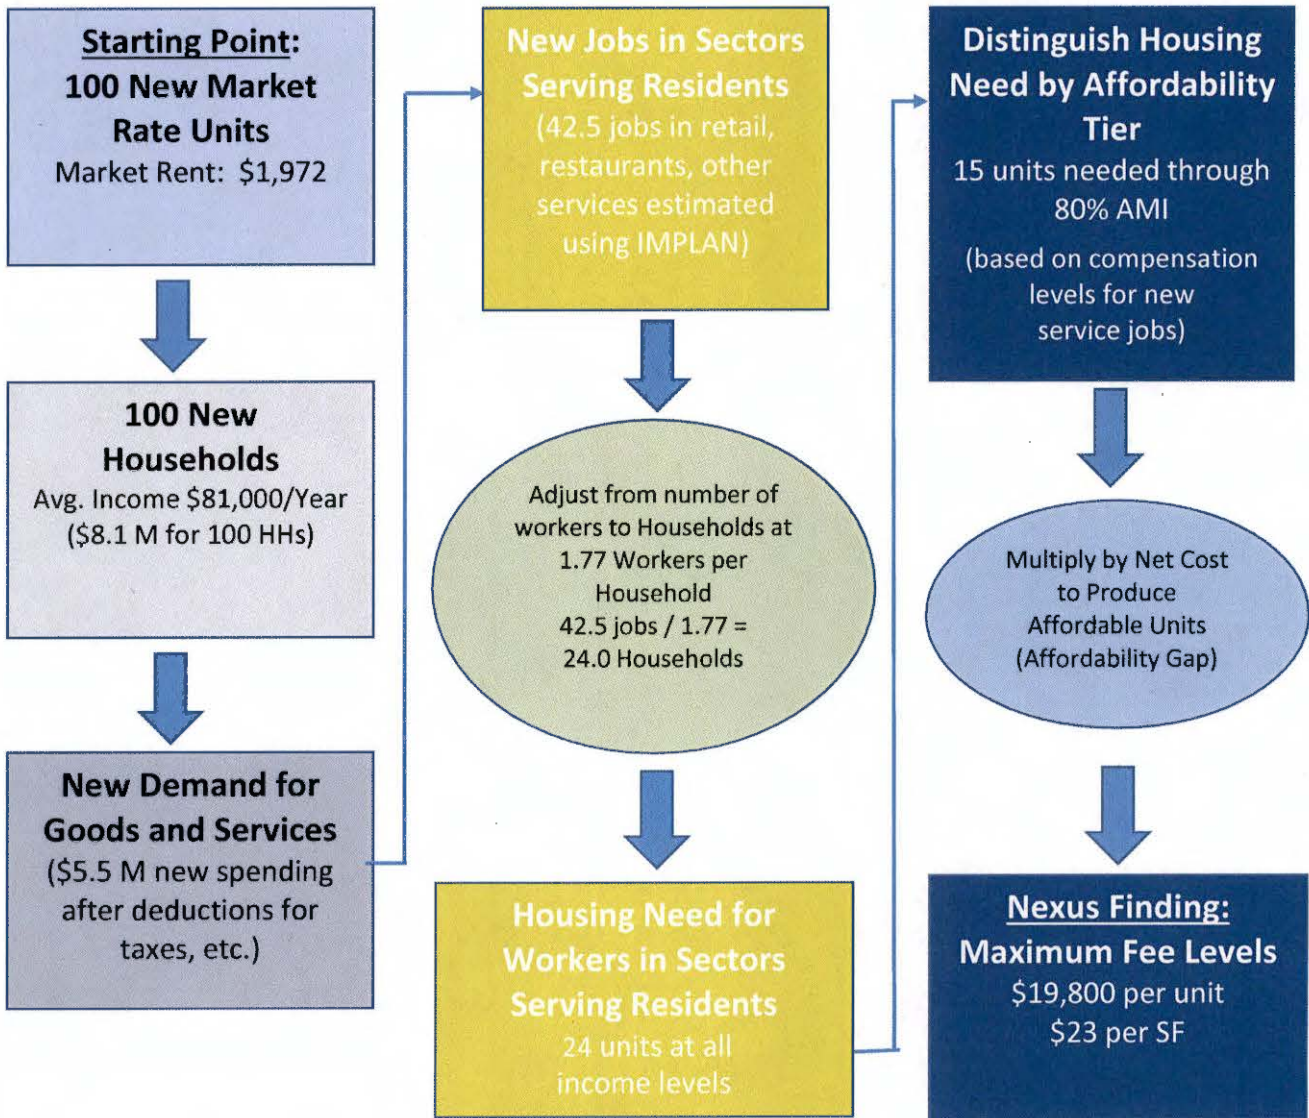 Starting Point:
100 New Market
Rate Units
Market Rent: $1,972
100 New
Households
Avg. Income $81,000/Year
($8.1 M for 100 HHs)
New Demand for
Goods and Services
($5.5 M new spending
after deductions for
taxes, etc.)
New Jobs in Sectors
Serving Residents
(42.5 jobs in retail,
restaurants, other
services estimated
using IMPLAN)
Adjust from number of
workers to Households at
1.77 Workers per
Household
42.5 jobs / 1.77 =
24.0 Households
Housing Need for
Workers in Sectors
Serving Residents
24 units at all
income levels
Distinguish Housing
Need by Affordability
Tier
15 units needed through
80% AMI
(based on compensation
levels for new
service jobs)
Multiply by Net Cost
to Produce
Affordable Units
(Affordability Gap)
Nexus Finding:
Maximum Fee Levels
$19,800 per unit
$23 per SF